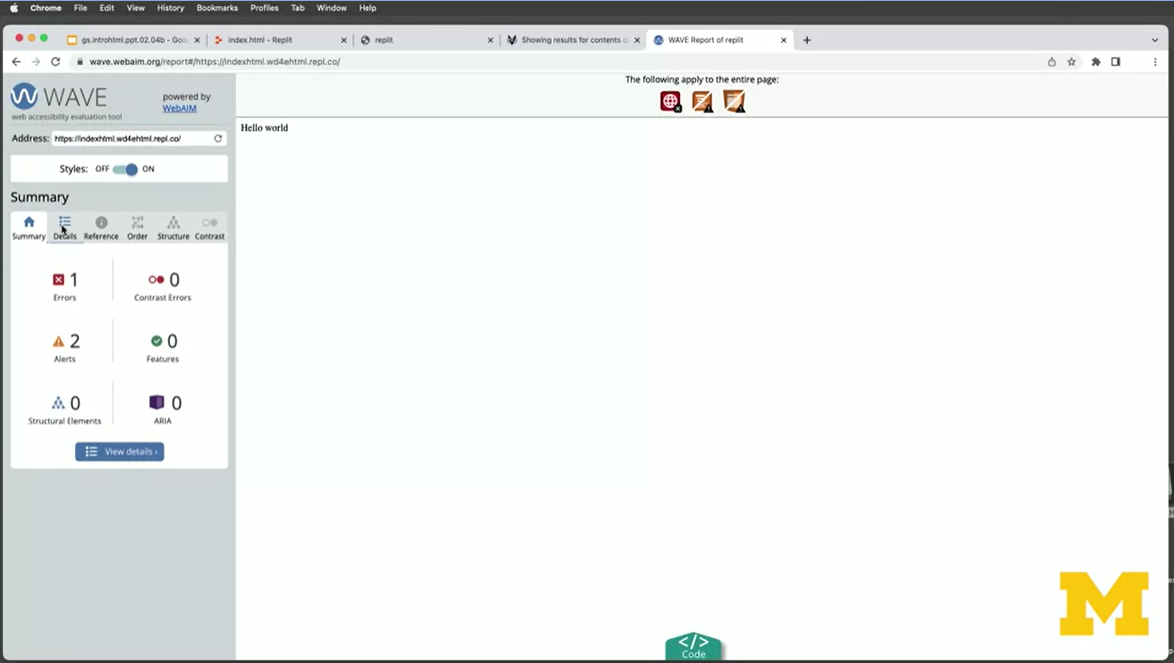 Chrome File Edit View History Bookmarks Profiles Tab Window Help
gs.introhtml.ppt.02.04b - Goo
index.html - Replit
replit
Showing results for contents o
WAVE Report of replit
wave.webaim.org/report#/https://indexhtml.wd4ehtml.repl.co/
WAVE
web accessibility evaluation tool
powered by
WebAIM
Address: https://indexhtml.wd4ehtml.repl.co/
Styles: OFF ON
Summary
Summary Details Reference Order Structure Contrast
1 0
Errors Contrast Errors
2 0
Alerts Features
0 0
Structural Elements ARIA
View details ›
The following apply to the entire page:
Hello world
</>
Code
M